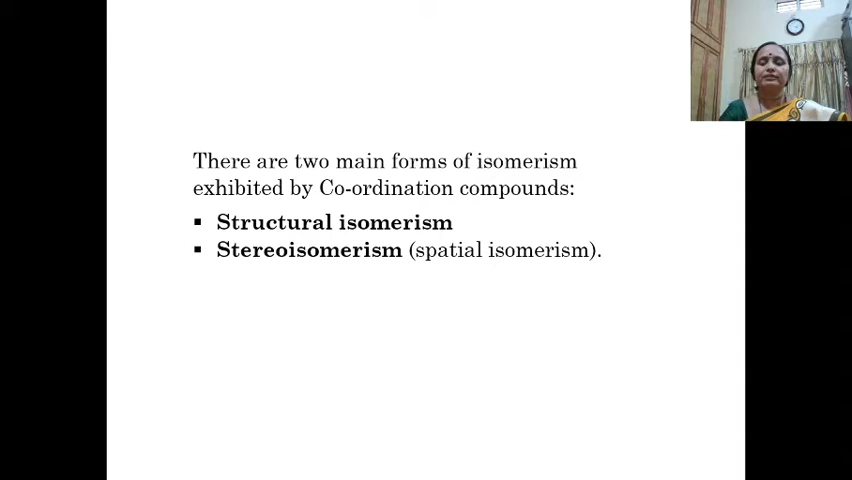 There are two main forms of isomerism
exhibited by Co-ordination compounds:
▪ Structural isomerism
▪ Stereoisomerism (spatial isomerism).